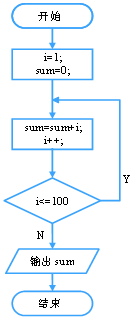 开始
i=1;
sum=0;
sum=sum+i;
i++;
Y
i<=100
N
输出 sum
结束